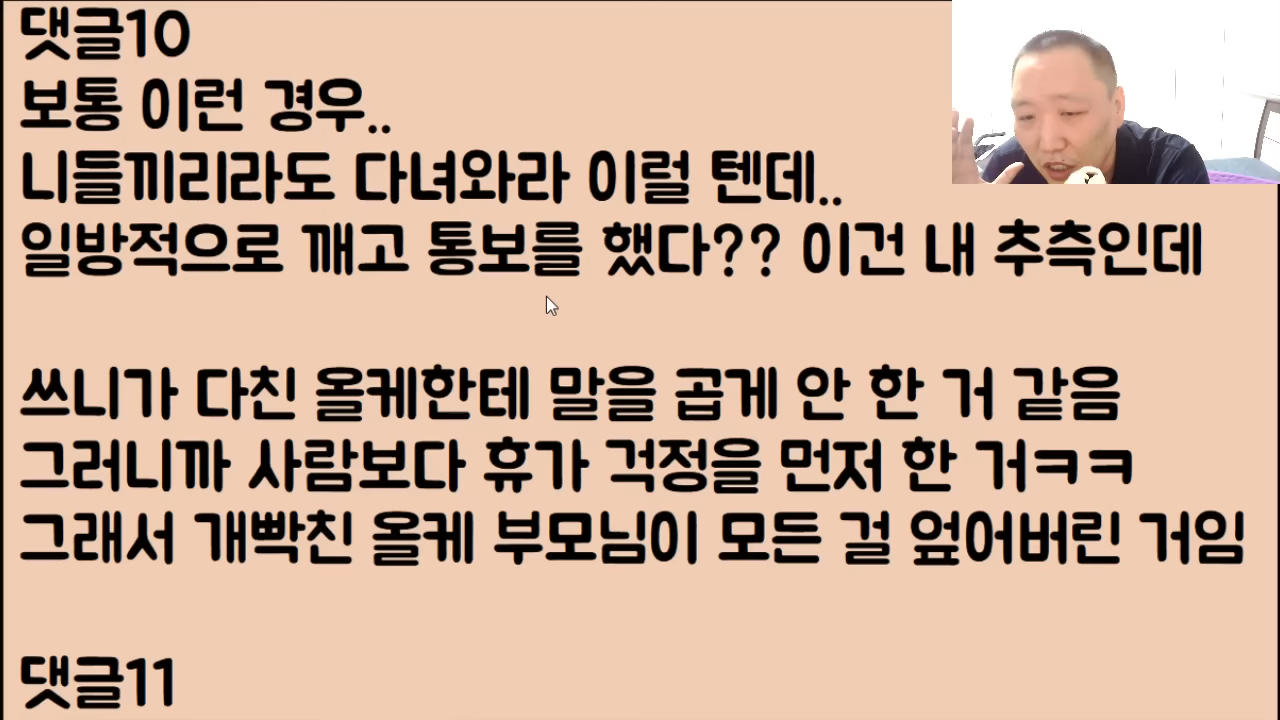 댓글10
보통 이런 경우..
니들끼리라도 다녀와라 이럴 텐데..
일방적으로 깨고 통보를 했다?? 이건 내 추측인데
쓰니가 다친 올케한테 말을 곱게 안 한 거 같음
그러니까 사람보다 휴가 걱정을 먼저 한 거ㅋㅋ
그래서 개빡친 올케 부모님이 모든 걸 엎어버린 거임
댓글11